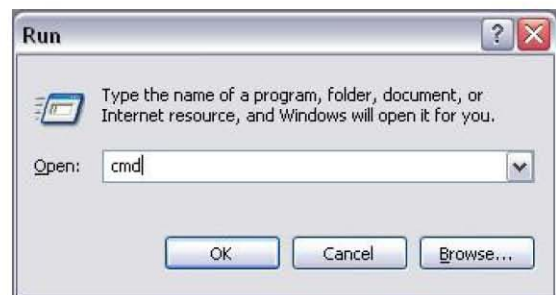 Run
?
Type the name of a program, folder, document, or
Internet resource, and Windows will open it for you.
Open:
cmd
OK
Cancel
Browse...